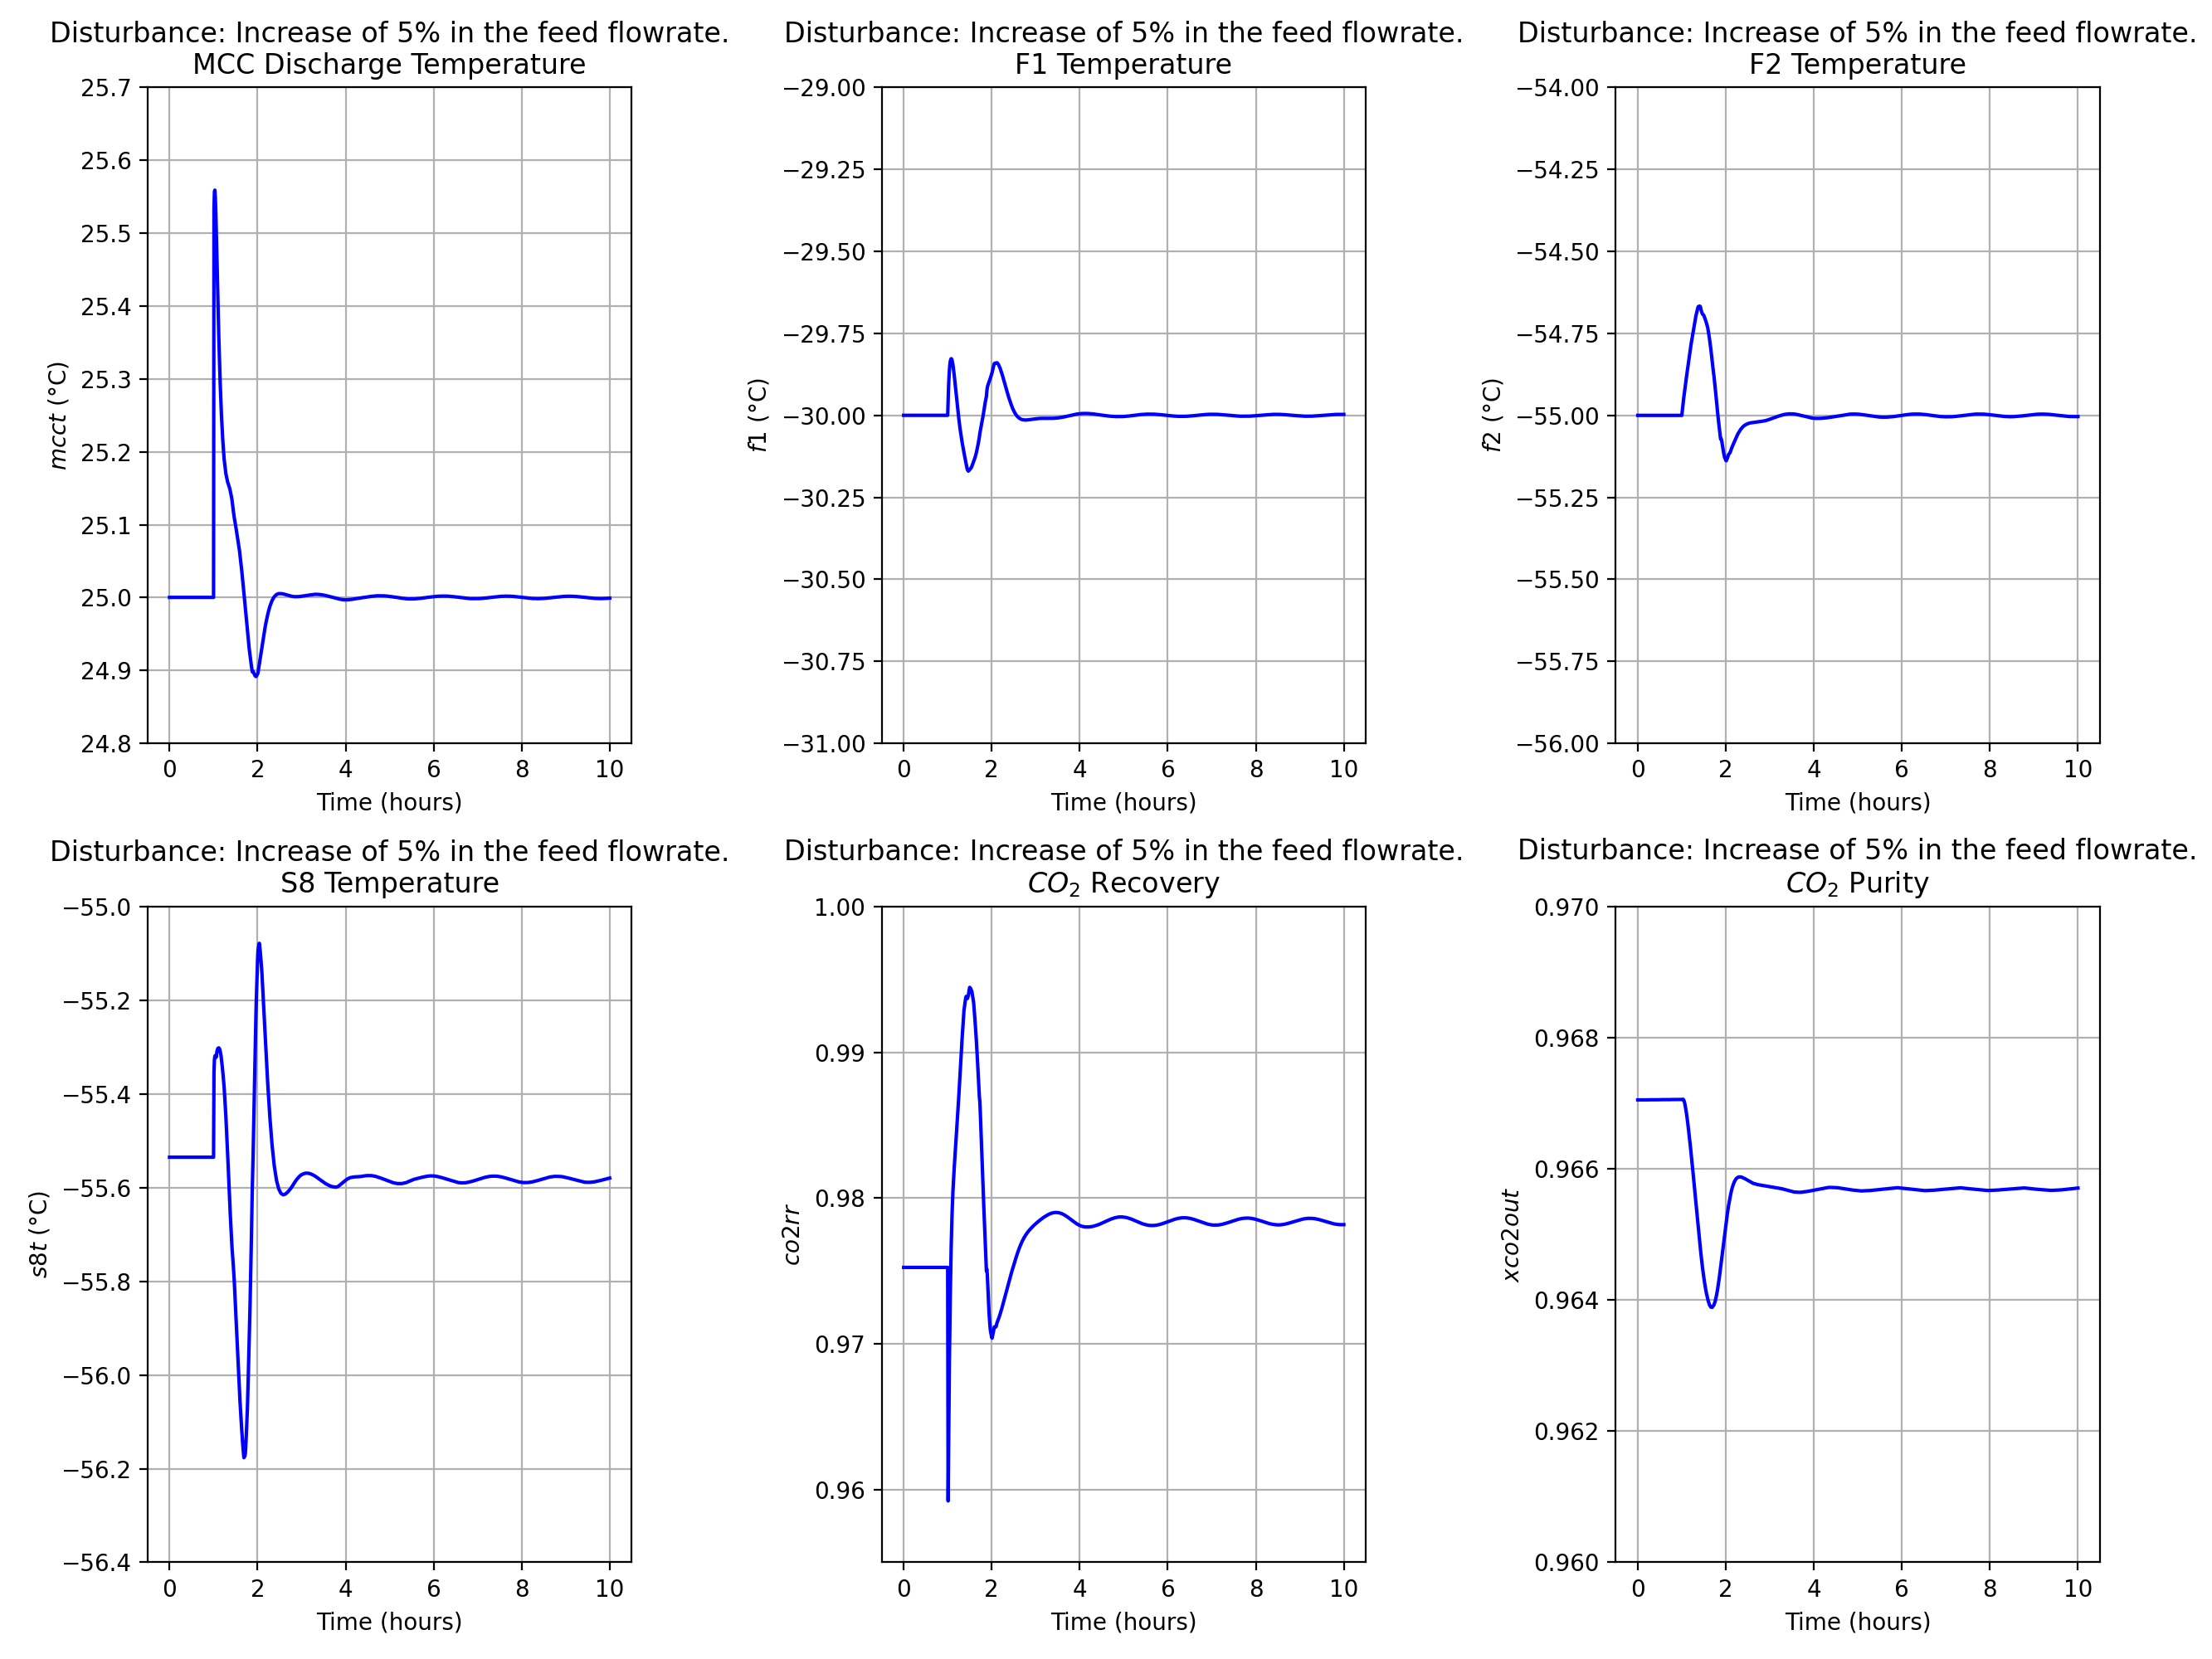 Disturbance: Increase of 5% in the feed flowrate.
MCC Discharge Temperature
25.7
25.6
25.5
25.4
25.3
25.2
25.1
25.0
24.9
24.8
mcct (°C)
0 2 4 6 8 10
Time (hours)
Disturbance: Increase of 5% in the feed flowrate.
F1 Temperature
−29.00
−29.25
−29.50
−29.75
−30.00
−30.25
−30.50
−30.75
−31.00
f1 (°C)
0 2 4 6 8 10
Time (hours)
Disturbance: Increase of 5% in the feed flowrate.
F2 Temperature
−54.00
−54.25
−54.50
−54.75
−55.00
−55.25
−55.50
−55.75
−56.00
f2 (°C)
0 2 4 6 8 10
Time (hours)
Disturbance: Increase of 5% in the feed flowrate.
S8 Temperature
−55.0
−55.2
−55.4
−55.6
−55.8
−56.0
−56.2
−56.4
s8t (°C)
0 2 4 6 8 10
Time (hours)
Disturbance: Increase of 5% in the feed flowrate.
CO₂ Recovery
1.00
0.99
0.98
0.97
0.96
co2rr
0 2 4 6 8 10
Time (hours)
Disturbance: Increase of 5% in the feed flowrate.
CO₂ Purity
0.970
0.968
0.966
0.964
0.962
0.960
xco2out
0 2 4 6 8 10
Time (hours)